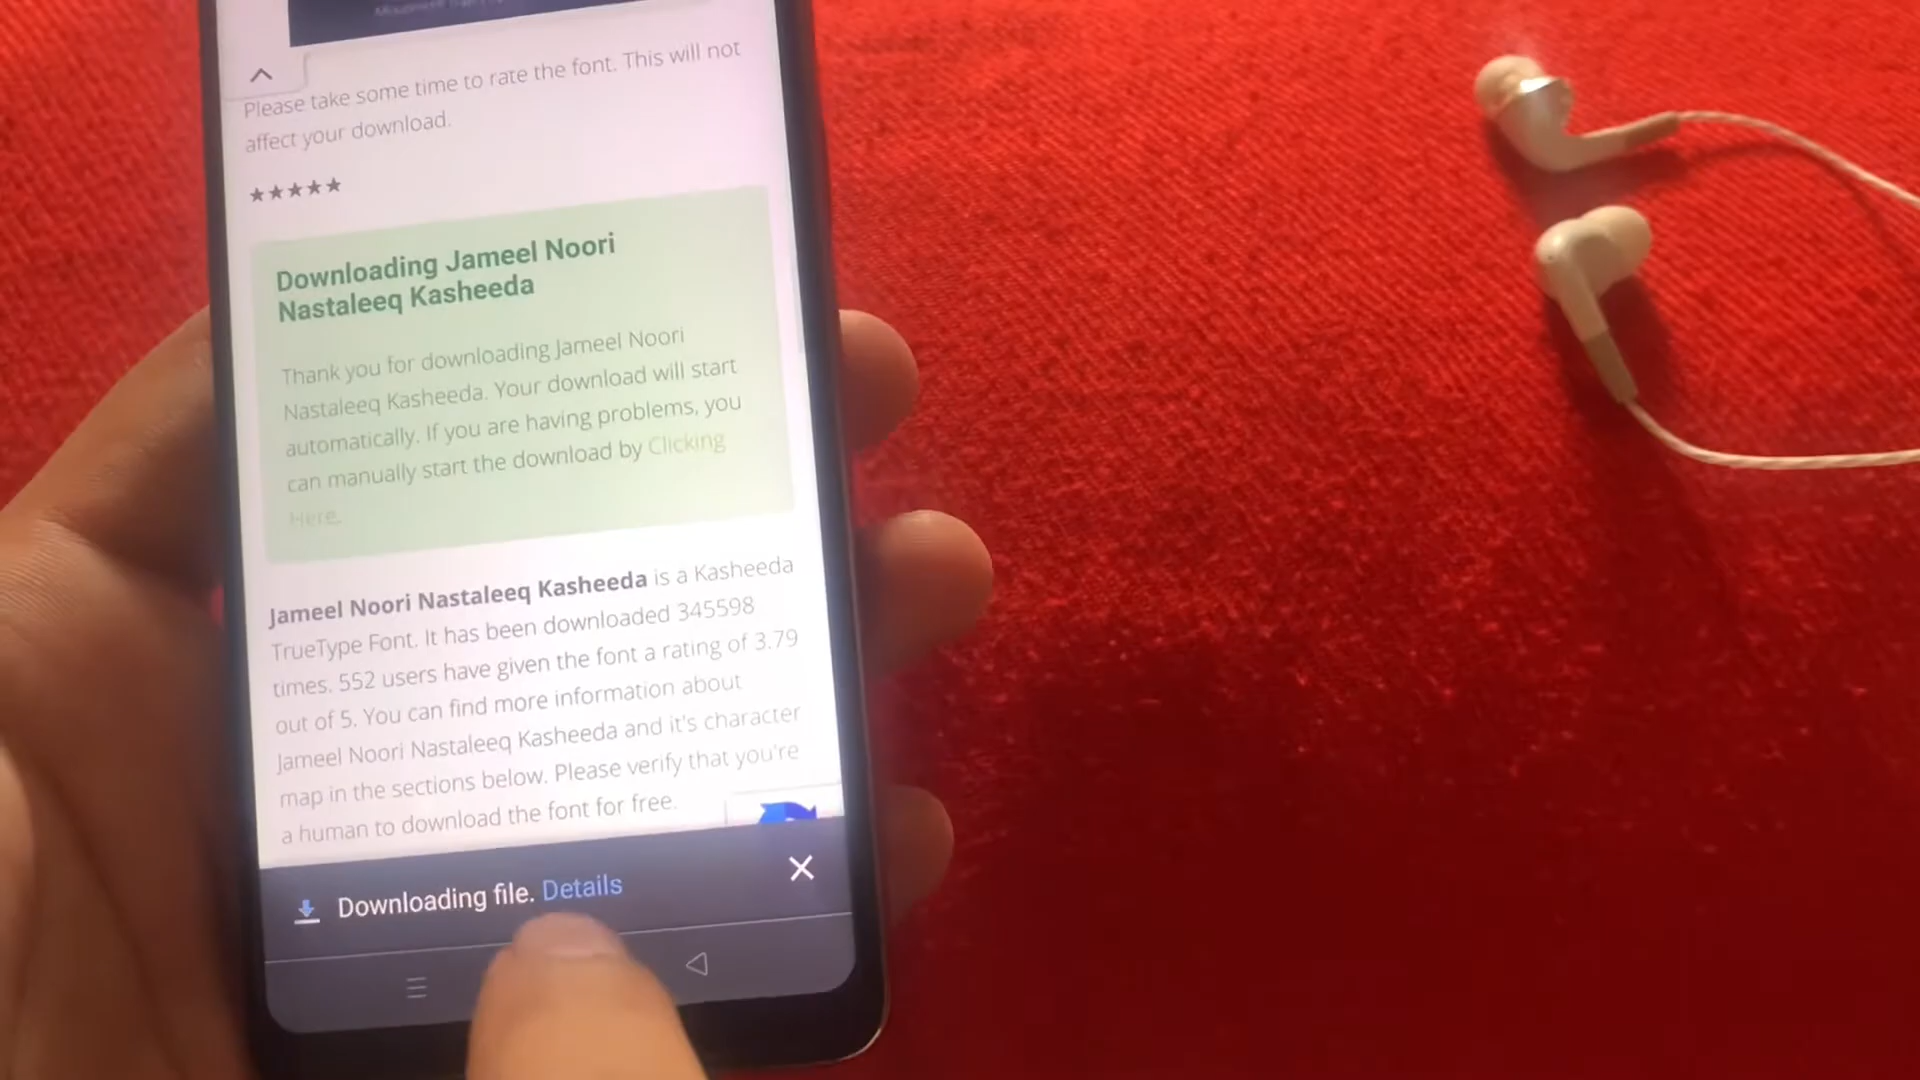 Please take some time to rate the font. This will not
affect your download.
★★★★★
Downloading Jameel Noori
Nastaleeq Kasheeda
Thank you for downloading Jameel Noori
Nastaleeq Kasheeda. Your download will start
automatically. If you are having problems, you
can manually start the download by Clicking
Here.
Jameel Noori Nastaleeq Kasheeda is a Kasheeda
TrueType Font. It has been downloaded 345598
times. 552 users have given the font a rating of 3.79
out of 5. You can find more information about
Jameel Noori Nastaleeq Kasheeda and it's character
map in the sections below. Please verify that you're
a human to download the font for free.
Downloading file. Details